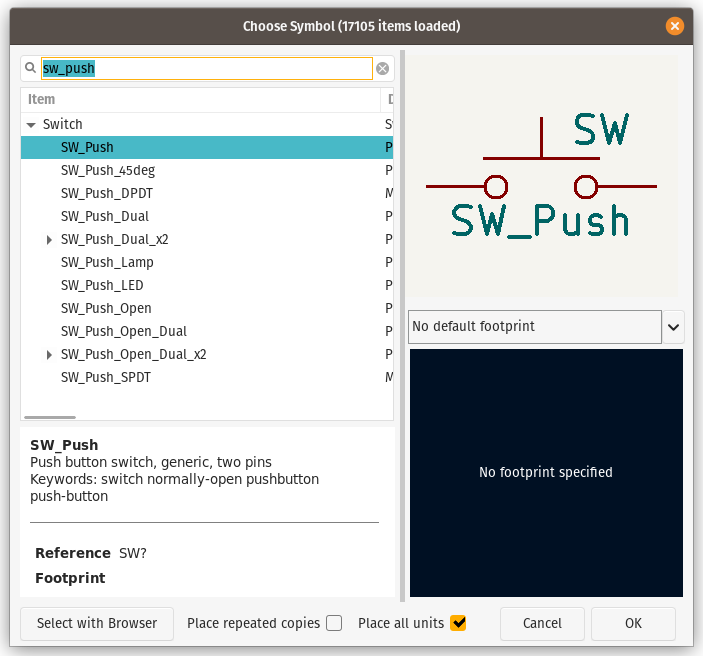 Choose Symbol (17105 items loaded)
sw_push
Item
Switch
SW_Push
SW_Push_45deg
SW_Push_DPDT
SW_Push_Dual
SW_Push_Dual_x2
SW_Push_Lamp
SW_Push_LED
SW_Push_Open
SW_Push_Open_Dual
SW_Push_Open_Dual_x2
SW_Push_SPDT
SW
SW_Push
No default footprint
No footprint specified
SW_Push
Push button switch, generic, two pins
Keywords: switch normally-open pushbutton
push-button
Reference SW?
Footprint
Select with Browser Place repeated copies Place all units Cancel OK